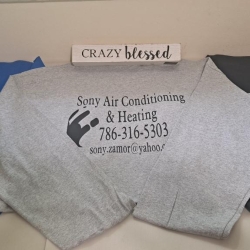 CRAZY blessed
Sony Air Conditioning
& Heating
786-316-5303
sony.zamor@yahoo.c